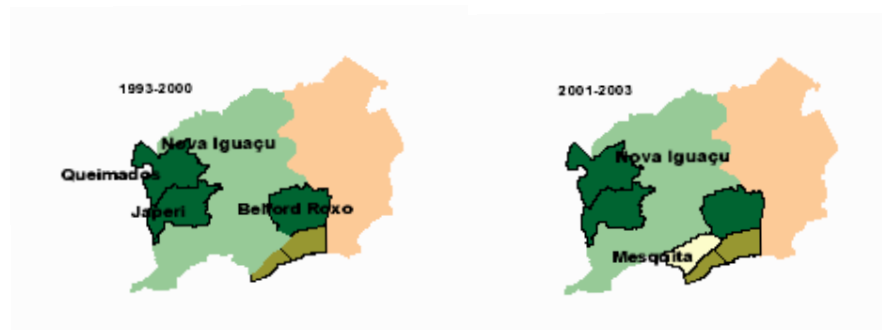 1993-2000
Nova Iguaçu
Queimados
Japeri
Belford Roxo
2001-2003
Nova Iguaçu
Mesquita